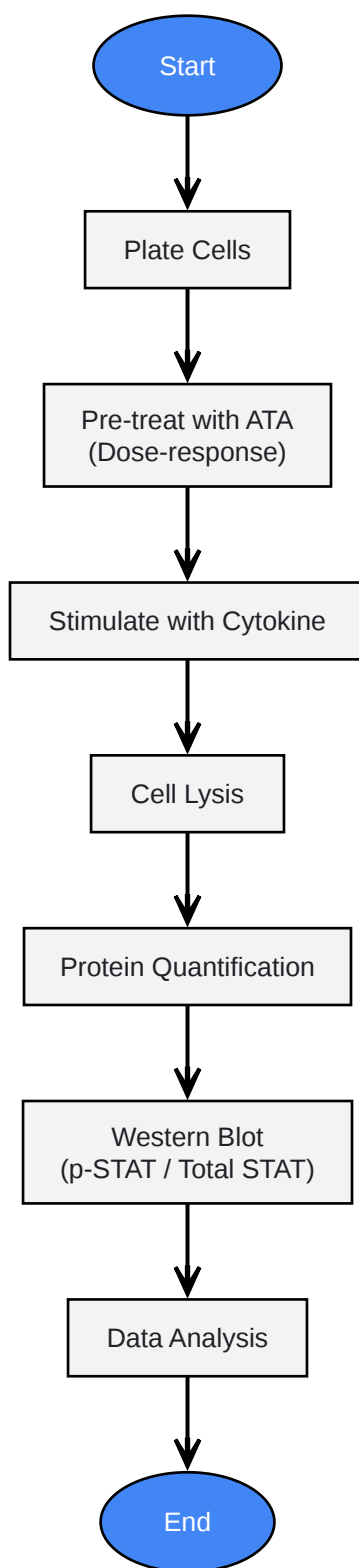 Start
Plate Cells
Pre-treat with ATA
(Dose-response)
Stimulate with Cytokine
Cell Lysis
Protein Quantification
Western Blot
(p-STAT / Total STAT)
Data Analysis
End